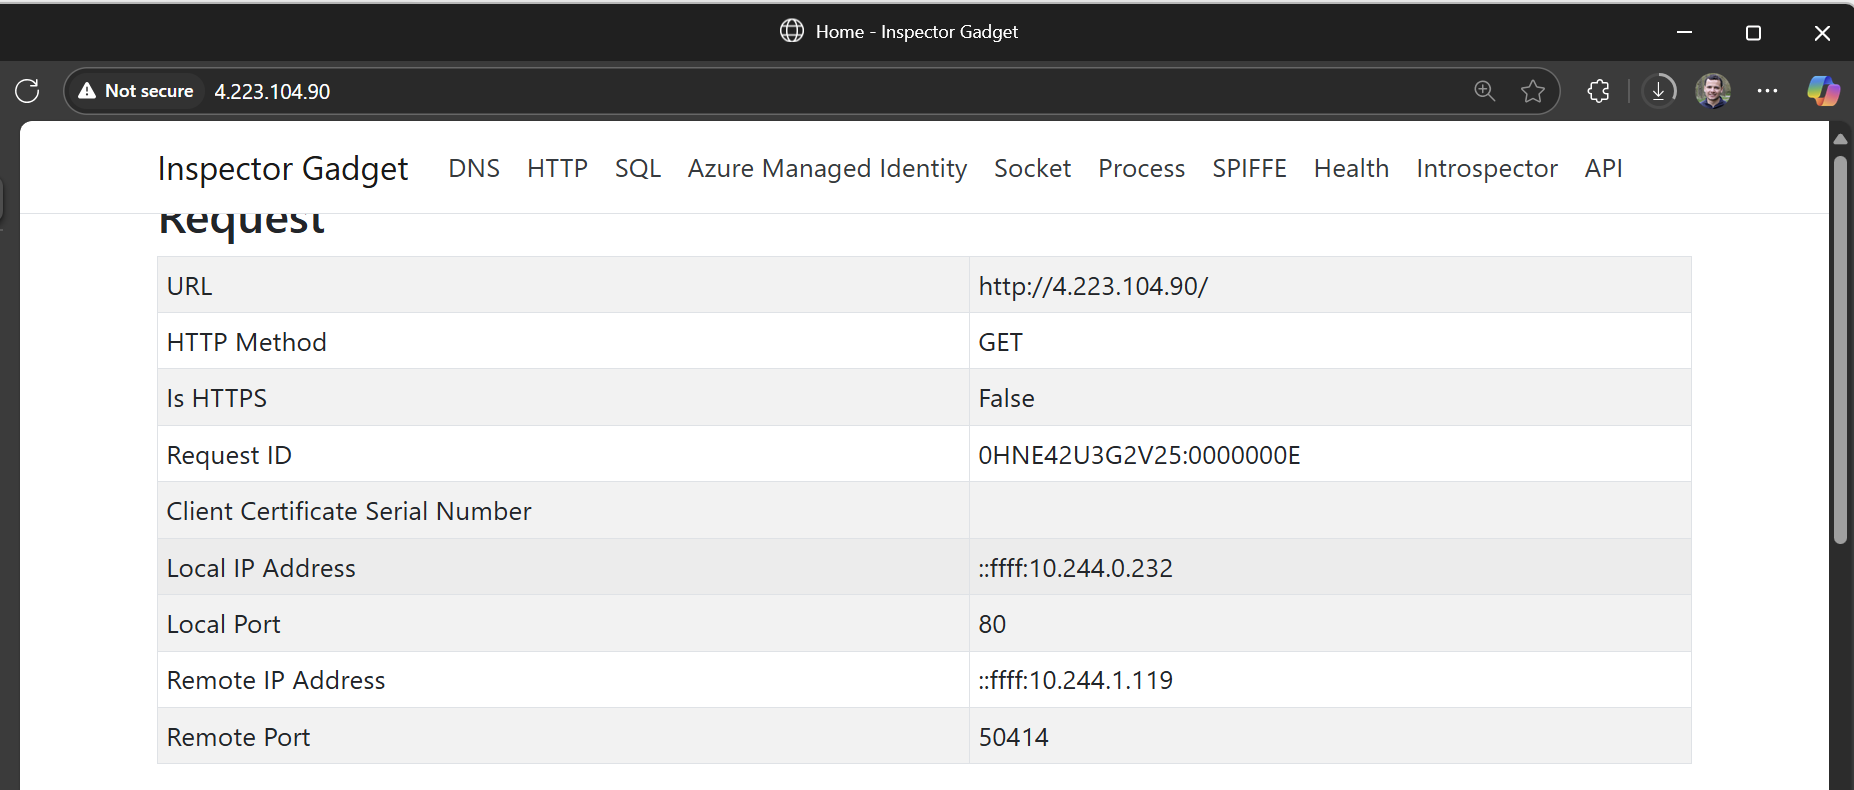 Home - Inspector Gadget
Not secure 4.223.104.90
Inspector Gadget DNS HTTP SQL Azure Managed Identity Socket Process SPIFFE Health Introspector API
Request
URL http://4.223.104.90/
HTTP Method GET
Is HTTPS False
Request ID 0HNE42U3G2V25:0000000E
Client Certificate Serial Number
Local IP Address ::ffff:10.244.0.232
Local Port 80
Remote IP Address ::ffff:10.244.1.119
Remote Port 50414